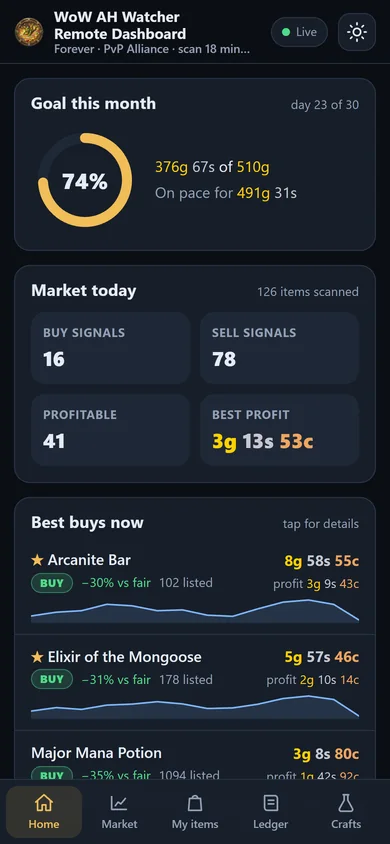 WoW AH Watcher
Remote Dashboard
Forever · PvP Alliance · scan 18 min...
Live
Goal this month
day 23 of 30
74%
376g 67s of 510g
On pace for 491g 31s
Market today
126 items scanned
BUY SIGNALS
16
SELL SIGNALS
78
PROFITABLE
41
BEST PROFIT
3g 13s 53c
Best buys now
tap for details
★ Arcanite Bar
8g 58s 55c
BUY −30% vs fair 102 listed
profit 3g 9s 43c
★ Elixir of the Mongoose
5g 57s 46c
BUY −31% vs fair 178 listed
profit 2g 10s 14c
Major Mana Potion
3g 8s 80c
BUY −35% vs fair 1094 listed
profit 1g 42s 92c
Home
Market
My items
Ledger
Crafts